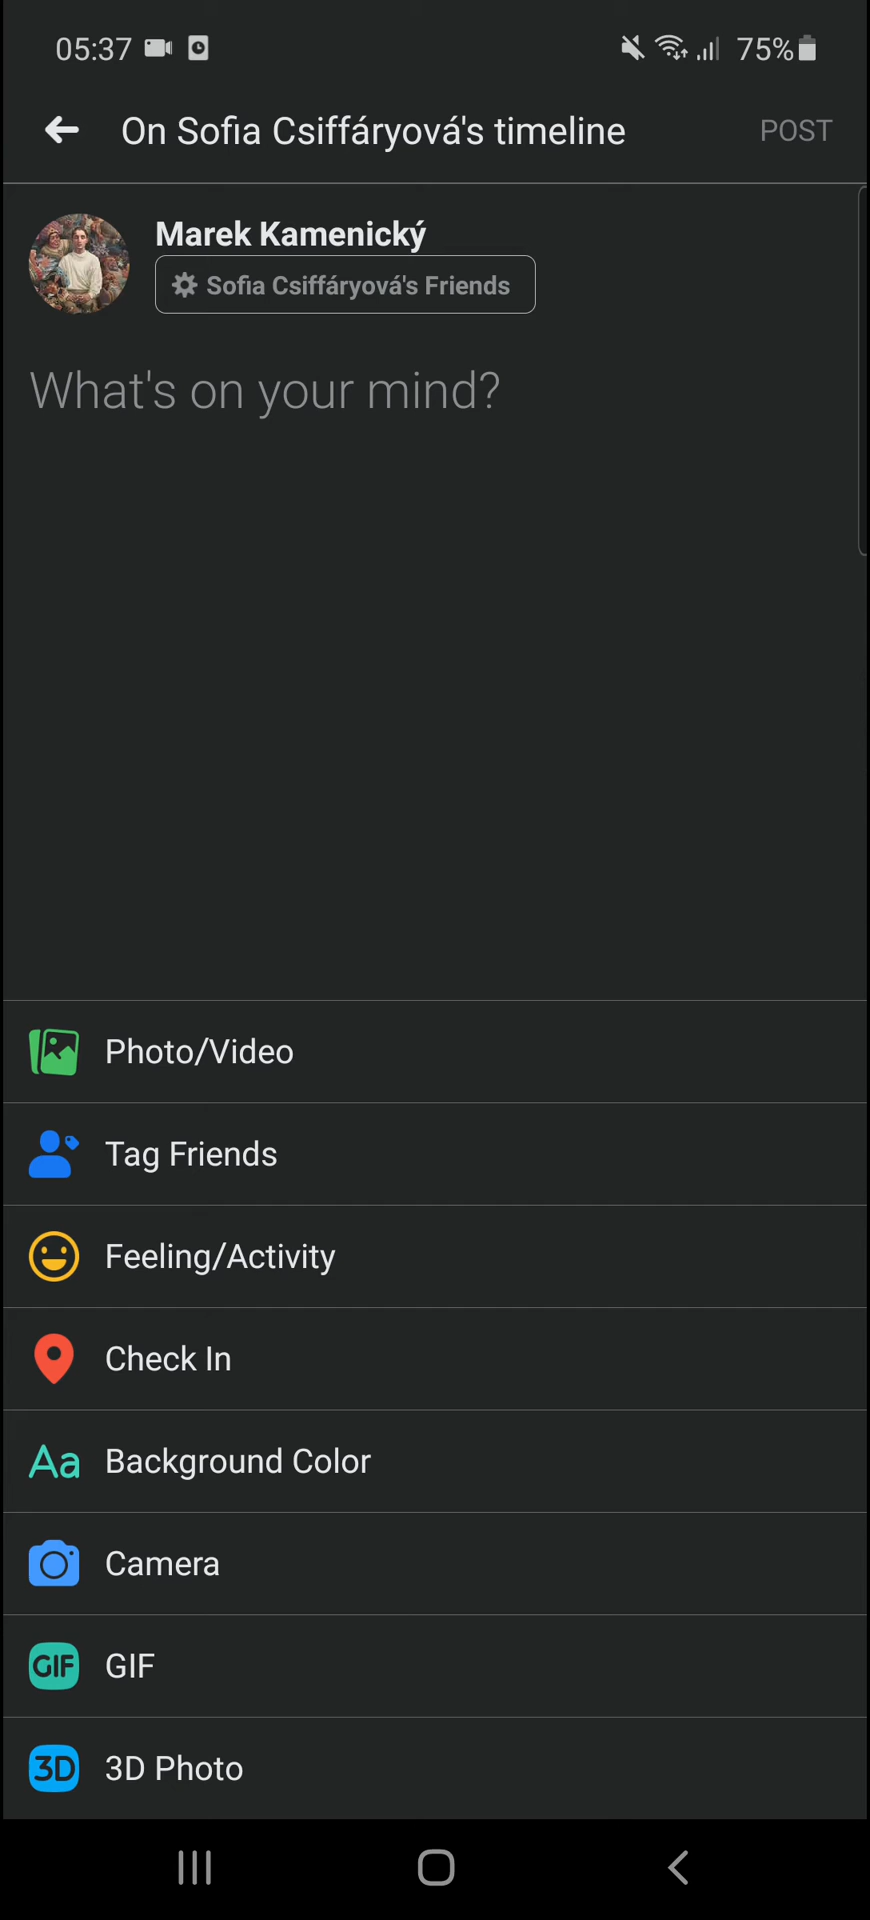 05:37
75%
On Sofia Csiffáryová's timeline
POST
Marek Kamenický
Sofia Csiffáryová's Friends
What's on your mind?
Photo/Video
Tag Friends
Feeling/Activity
Check In
Aa Background Color
Camera
GIF GIF
3D 3D Photo